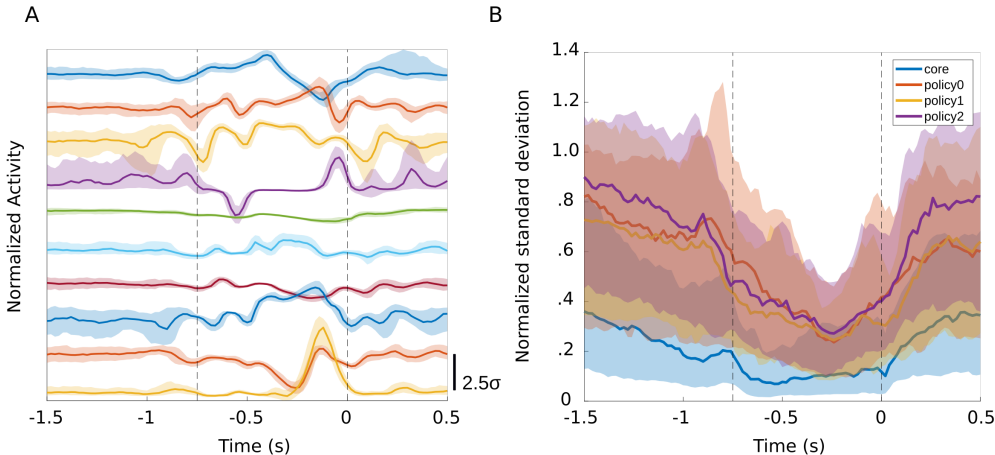 A
Normalized Activity
2.5σ
-1.5
-1
-0.5
0
0.5
Time (s)
B
Normalized standard deviation
1.4
1.2
1.0
.8
.6
.4
.2
0
core
policy0
policy1
policy2
-1.5
-1
-0.5
0
0.5
Time (s)